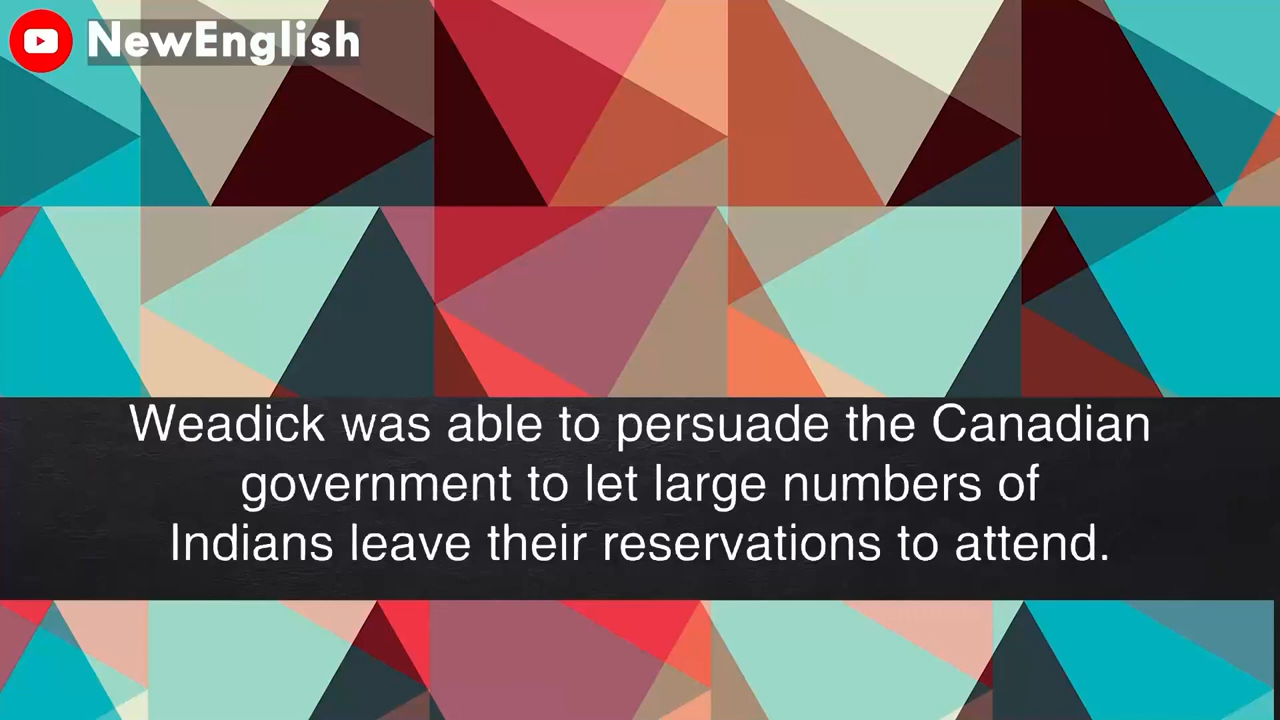 NewEnglish
Weadick was able to persuade the Canadian
government to let large numbers of
Indians leave their reservations to attend.